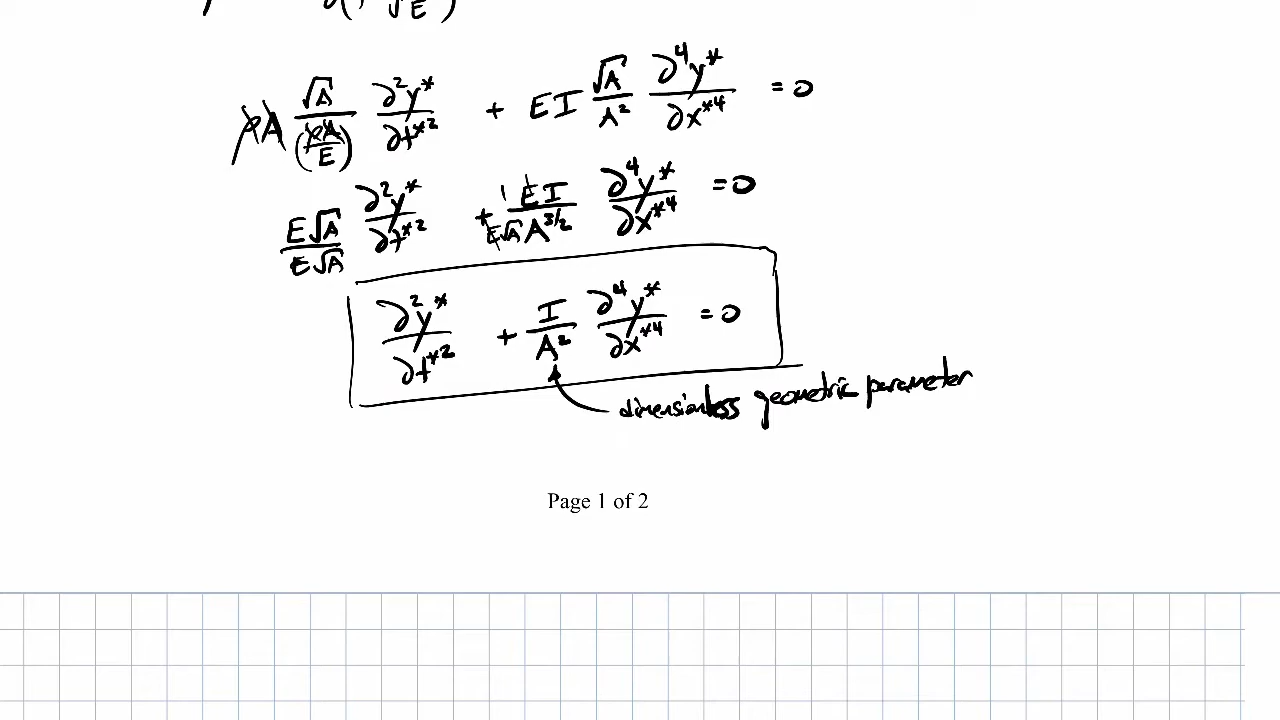 √E )
ρA √A/(ρA/E) ∂²y*/∂t*² + EI √A/A² ∂⁴y*/∂x*⁴ = 0
E√A/E√A ∂²y*/∂t*² + EI/E√A A^(3/2) ∂⁴y*/∂x*⁴ = 0
∂²y*/∂t*² + I/A² ∂⁴y*/∂x*⁴ = 0
dimensionless geometric parameter
Page 1 of 2